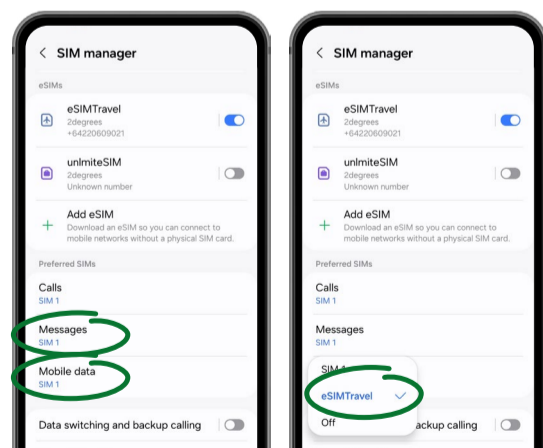 SIM manager
eSIMs
eSIMTravel
2degrees
+64220609021
unlmiteSIM
2degrees
Unknown number
Add eSIM
Download an eSIM so you can connect to
mobile networks without a physical SIM card.
Preferred SIMs
Calls
SIM 1
Messages
SIM 1
Mobile data
SIM 1
Data switching and backup calling
SIM manager
eSIMs
eSIMTravel
2degrees
+64220609021
unlmiteSIM
2degrees
Unknown number
Add eSIM
Download an eSIM so you can connect to
mobile networks without a physical SIM card.
Preferred SIMs
Calls
SIM 1
Messages
SIM 1
SIM 1
eSIMTravel
Off
ackup calling